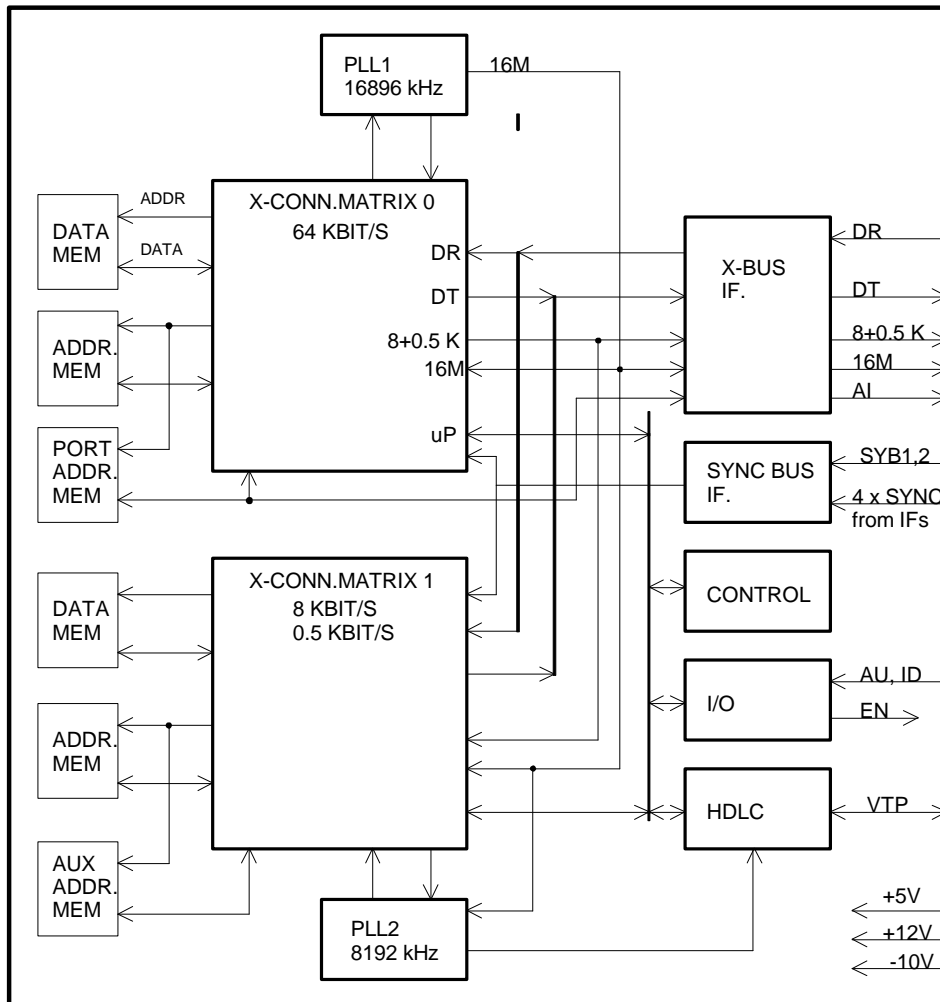 PLL1
16896 kHz
16M
ADDR
DATA
MEM
DATA
X-CONN.MATRIX 0
64 KBIT/S
DR
DT
8+0.5 K
16M
uP
X-BUS
IF.
DR
DT
8+0.5 K
16M
AI
ADDR.
MEM
PORT
ADDR.
MEM
SYNC BUS
IF.
SYB1,2
4 x SYNC
from IFs
X-CONN.MATRIX 1
8 KBIT/S
0.5 KBIT/S
DATA
MEM
CONTROL
ADDR.
MEM
I/O
AU, ID
EN
HDLC
VTP
AUX
ADDR.
MEM
PLL2
8192 kHz
+5V
+12V
-10V